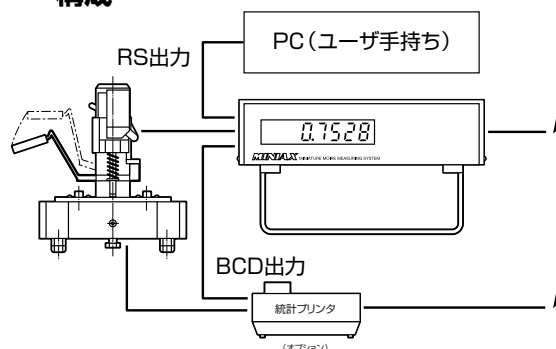 構成
PC(ユーザ手持ち)
RS出力
0.7528
MINIAX MINIATURE MOIRE MEASURING SYSTEM
BCD出力
統計プリンタ
(オプション)